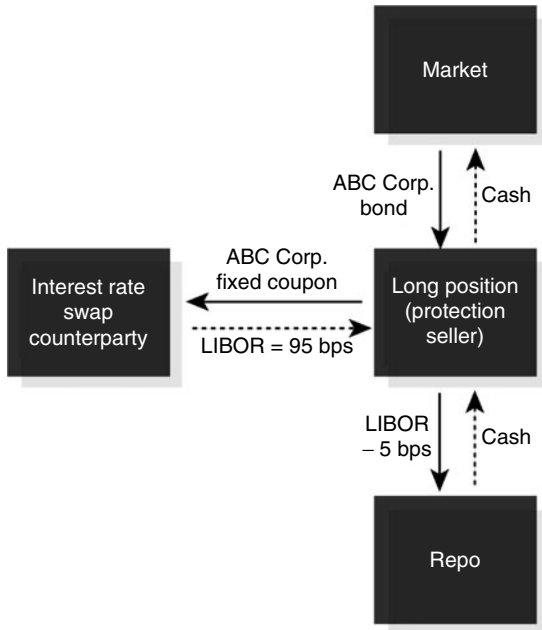 Market
ABC Corp.
bond
Cash
ABC Corp.
fixed coupon
Interest rate
swap
counterparty
Long position
(protection
seller)
LIBOR = 95 bps
LIBOR
– 5 bps
Cash
Repo